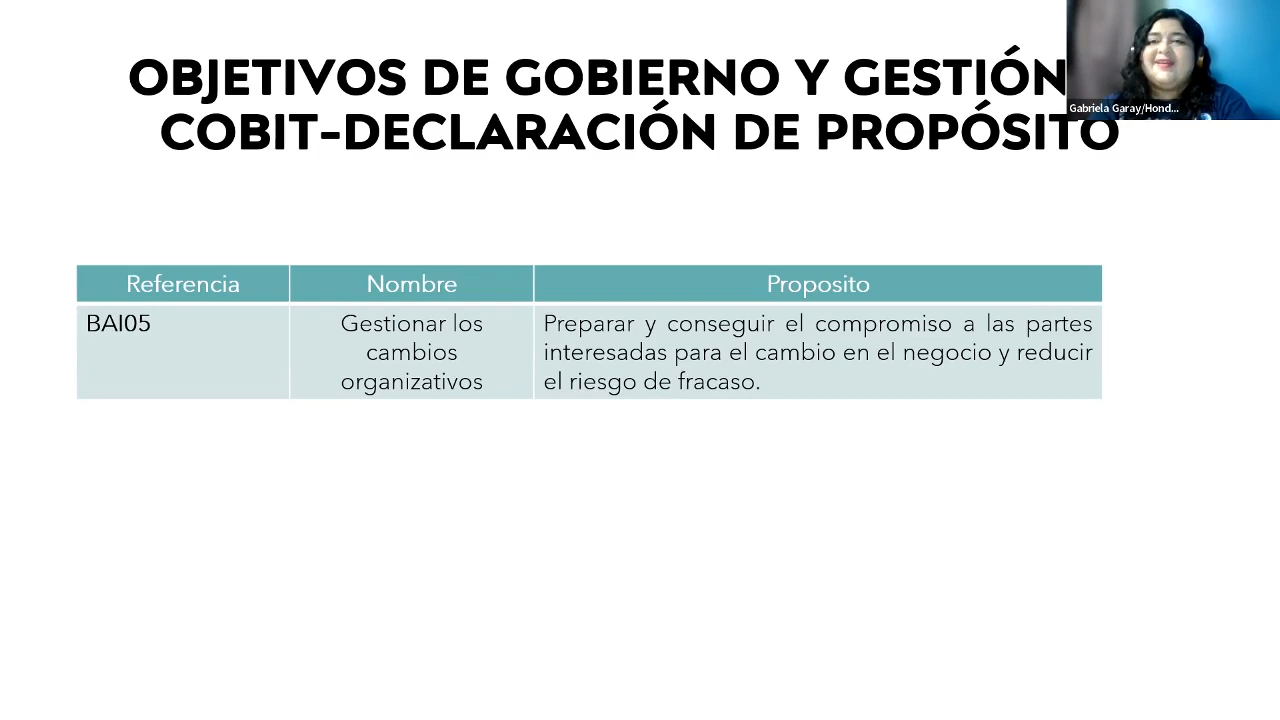 OBJETIVOS DE GOBIERNO Y GESTIÓN
COBIT-DECLARACIÓN DE PROPÓSITO
Gabriela Garay/Hond...
Referencia
Nombre
Proposito
BAI05
Gestionar los
cambios
organizativos
Preparar y conseguir el compromiso a las partes
interesadas para el cambio en el negocio y reducir
el riesgo de fracaso.